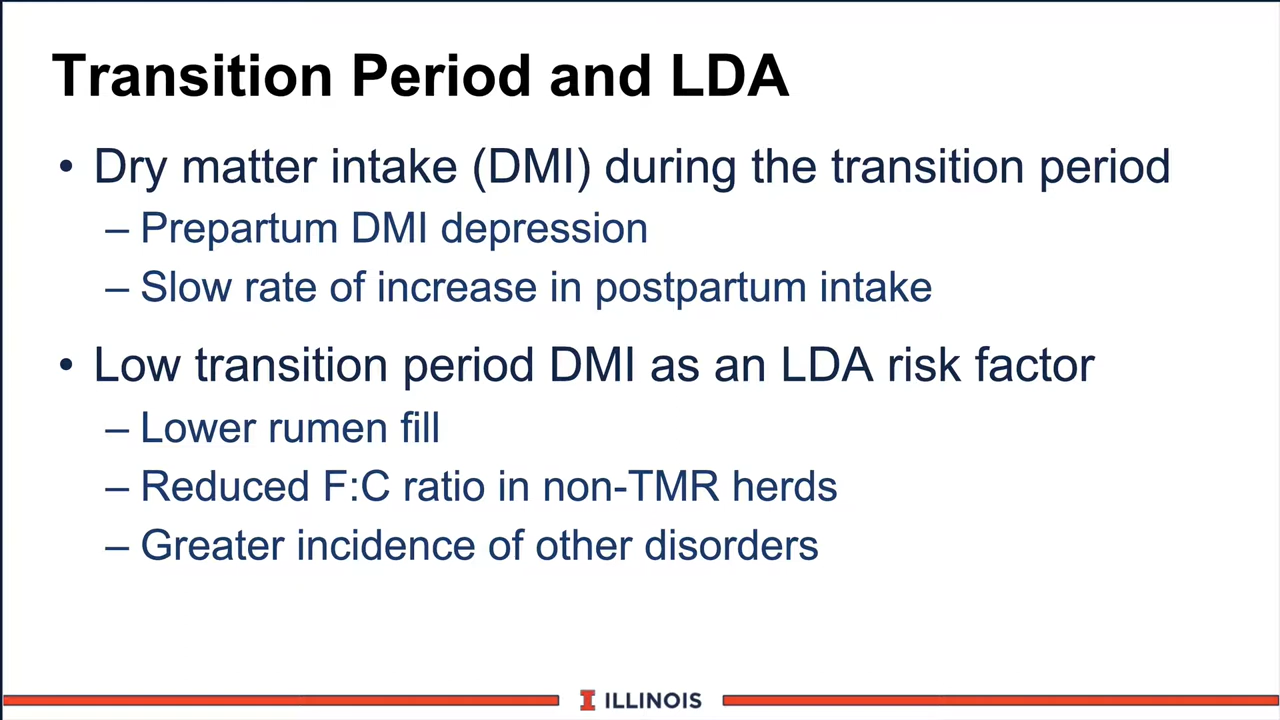 Transition Period and LDA
• Dry matter intake (DMI) during the transition period
– Prepartum DMI depression
– Slow rate of increase in postpartum intake
• Low transition period DMI as an LDA risk factor
– Lower rumen fill
– Reduced F:C ratio in non-TMR herds
– Greater incidence of other disorders
I ILLINOIS